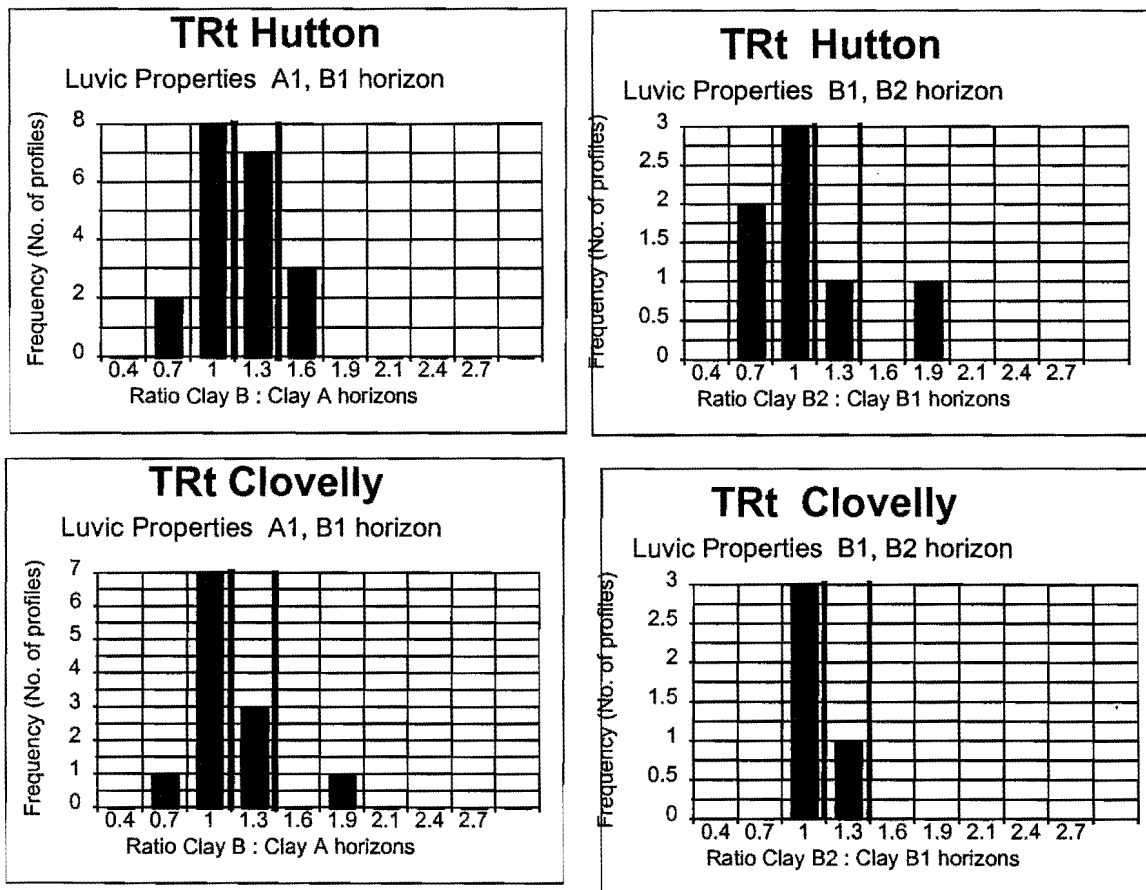 TRt Hutton
Luvic Properties A1, B1 horizon
Frequency (No. of profiles)
8
6
4
2
0
0.4 0.7 1 1.3 1.6 1.9 2.1 2.4 2.7
Ratio Clay B : Clay A horizons
TRt Hutton
Luvic Properties B1, B2 horizon
Frequency (No. of profiles)
3
2.5
2
1.5
1
0.5
0
0.4 0.7 1 1.3 1.6 1.9 2.1 2.4 2.7
Ratio Clay B2 : Clay B1 horizons
TRt Clovelly
Luvic Properties A1, B1 horizon
Frequency (No. of profiles)
7
6
5
4
3
2
1
0
0.4 0.7 1 1.3 1.6 1.9 2.1 2.4 2.7
Ratio Clay B : Clay A horizons
TRt Clovelly
Luvic Properties B1, B2 horizon
Frequency (No. of profiles)
3
2.5
2
1.5
1
0.5
0
0.4 0.7 1 1.3 1.6 1.9 2.1 2.4 2.7
Ratio Clay B2 : Clay B1 horizons